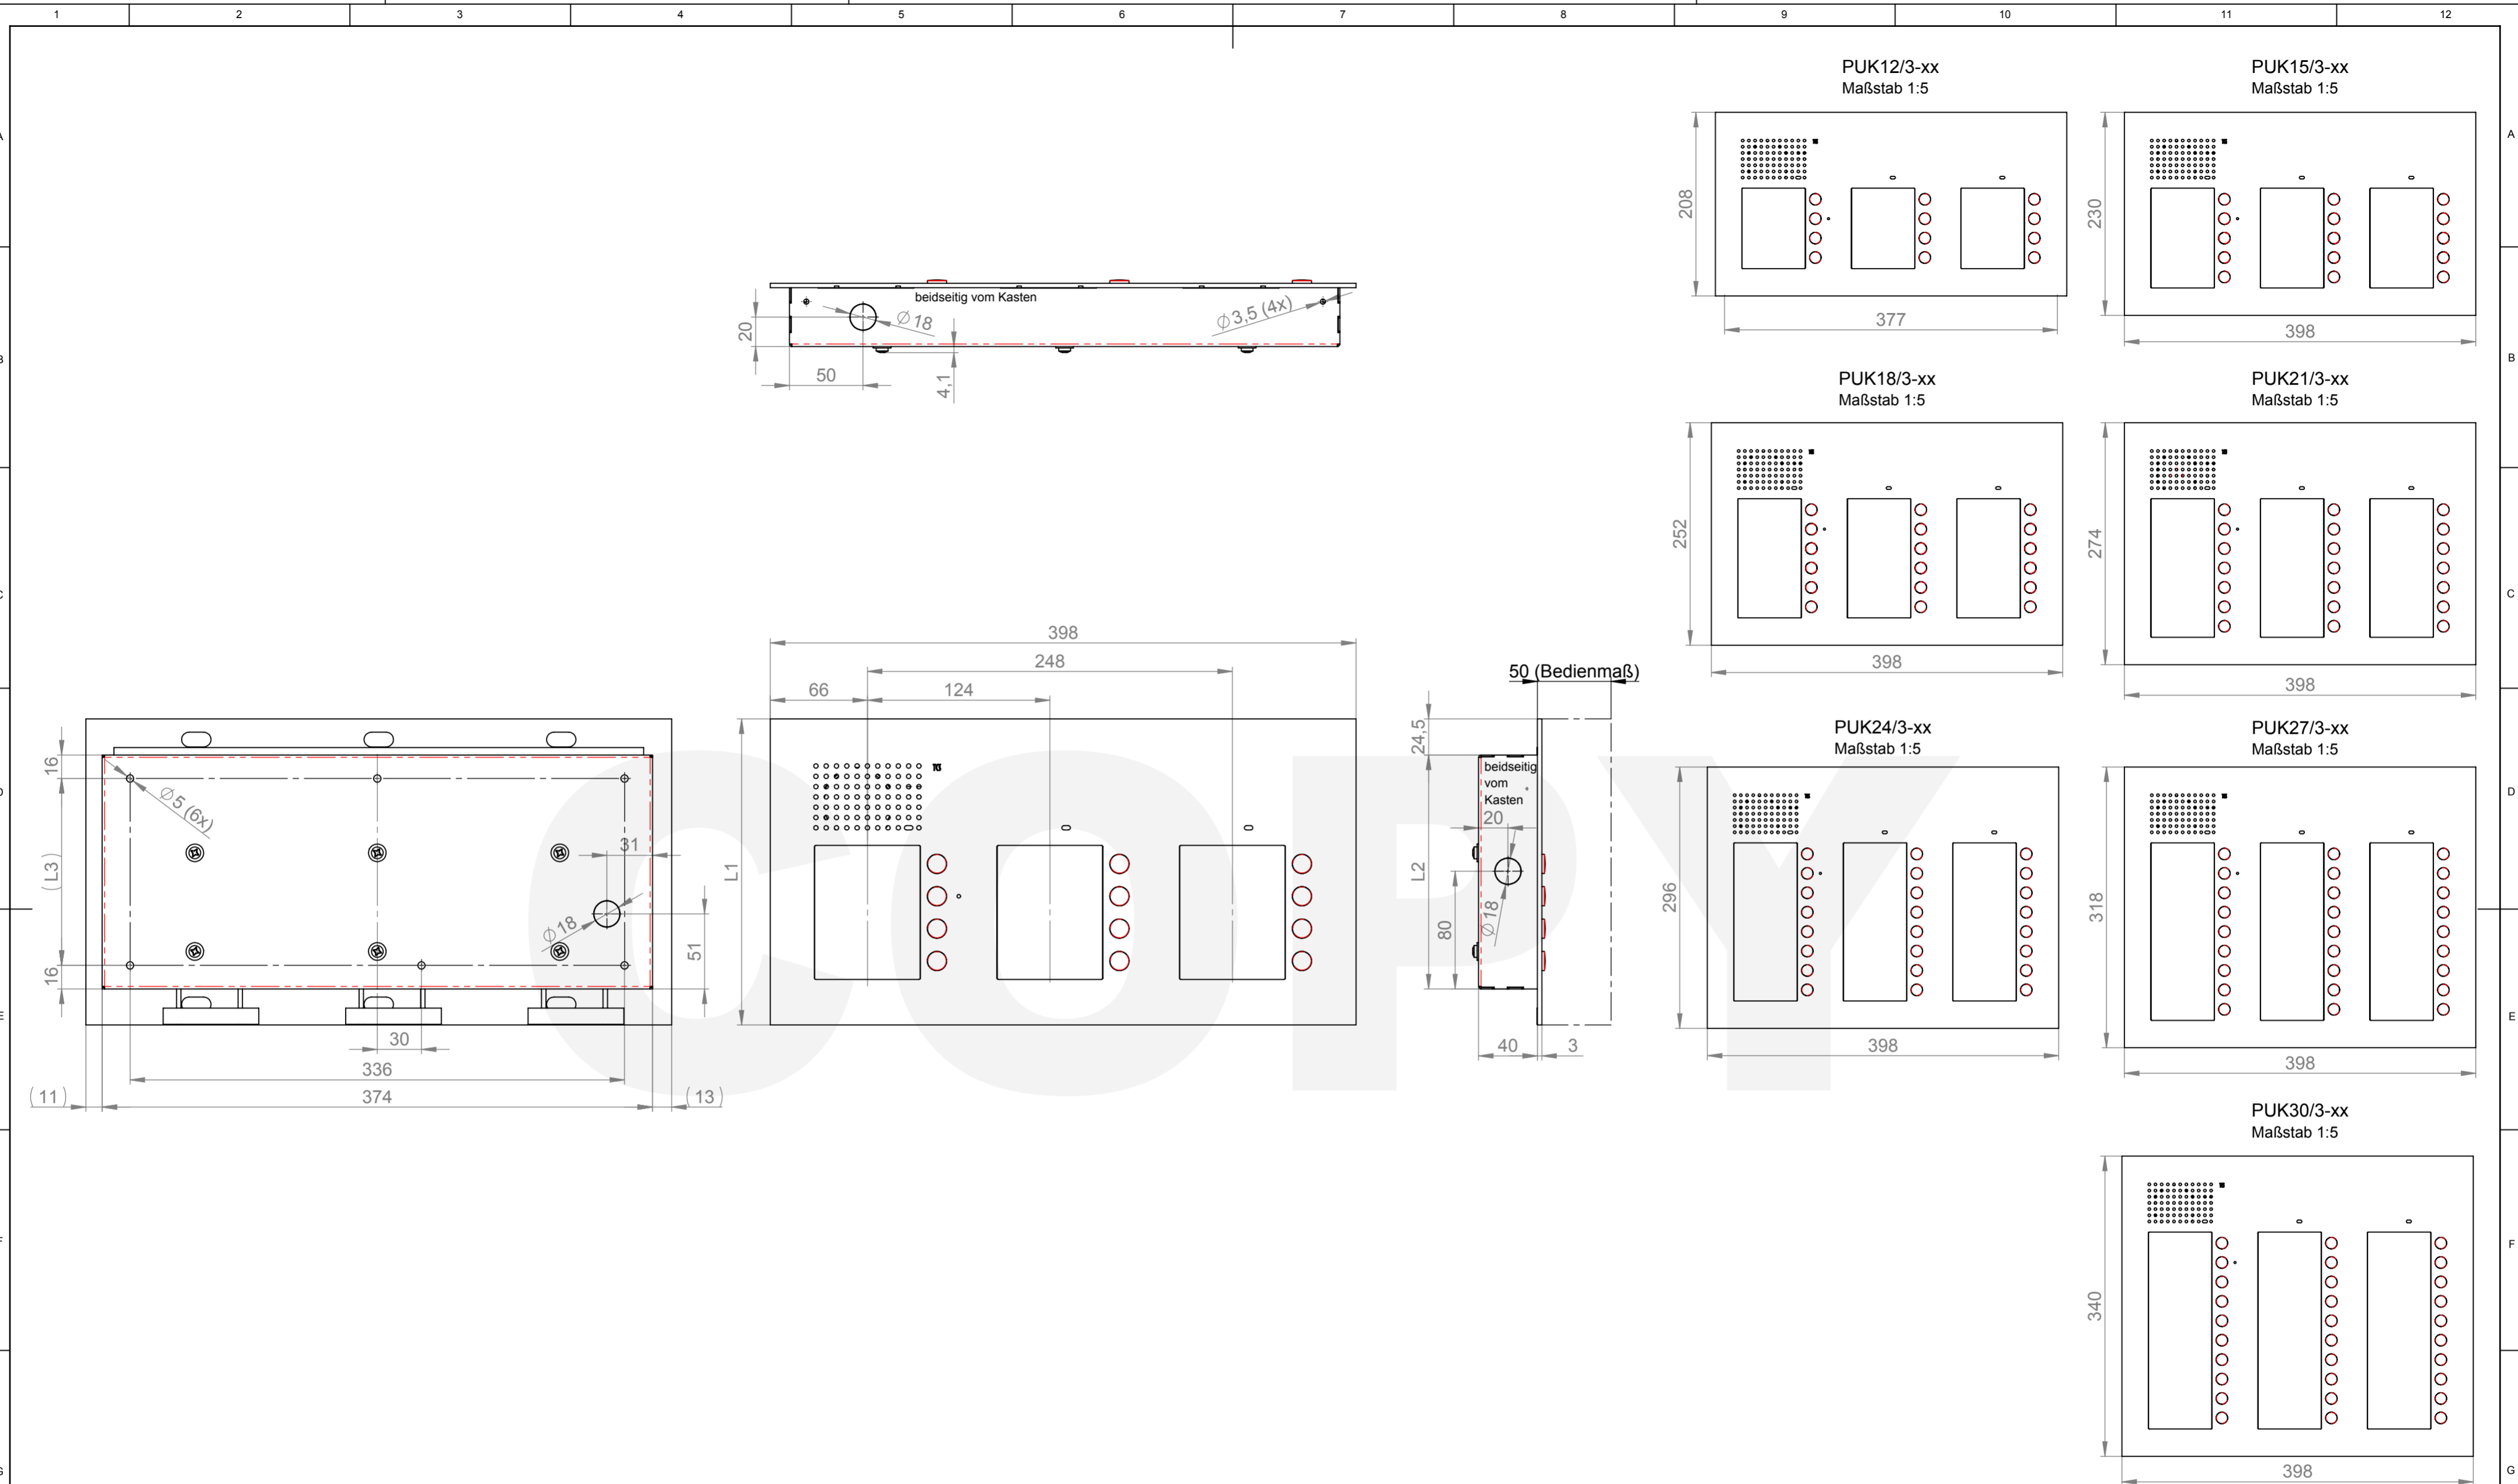 1 2 3 4 5 6 7 8 9 10 11 12
A
B
C
D
E
F
G
A
B
C
D
E
F
G
COPY
beidseitig vom Kasten
Ø 18
Ø 3,5 (4x)
20
50
4,1
16
Ø 5 (6x)
(L3)
31
Ø 18
51
16
30
336
(11)
374
(13)
398
248
66
124
L1
TCS
50 (Bedienmaß)
24,5
beidseitig
vom
Kasten
20
L2
Ø 18
80
40
3
PUK12/3-xx
Maßstab 1:5
208
377
PUK15/3-xx
Maßstab 1:5
230
398
PUK18/3-xx
Maßstab 1:5
252
398
PUK21/3-xx
Maßstab 1:5
274
398
PUK24/3-xx
Maßstab 1:5
296
398
PUK27/3-xx
Maßstab 1:5
318
398
PUK30/3-xx
Maßstab 1:5
340
398